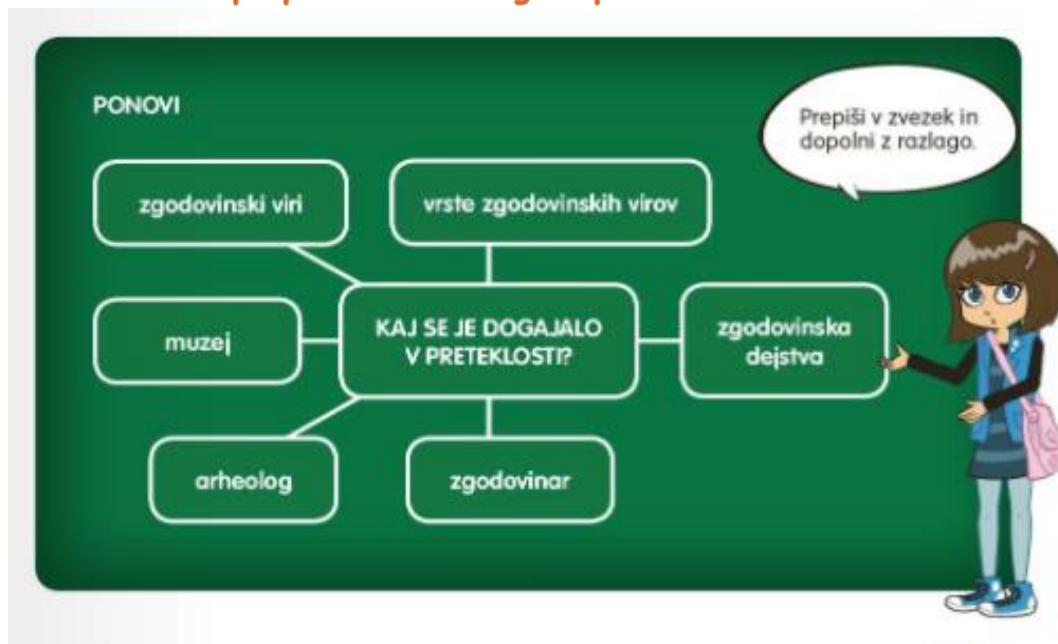 PONOVI
Prepiši v zvezek in
dopolni z razlago.
zgodovinski viri
vrste zgodovinskih virov
muzej
KAJ SE JE DOGAJALO
V PRETEKLOSTI?
zgodovinska
dejstva
arheolog
zgodovinar